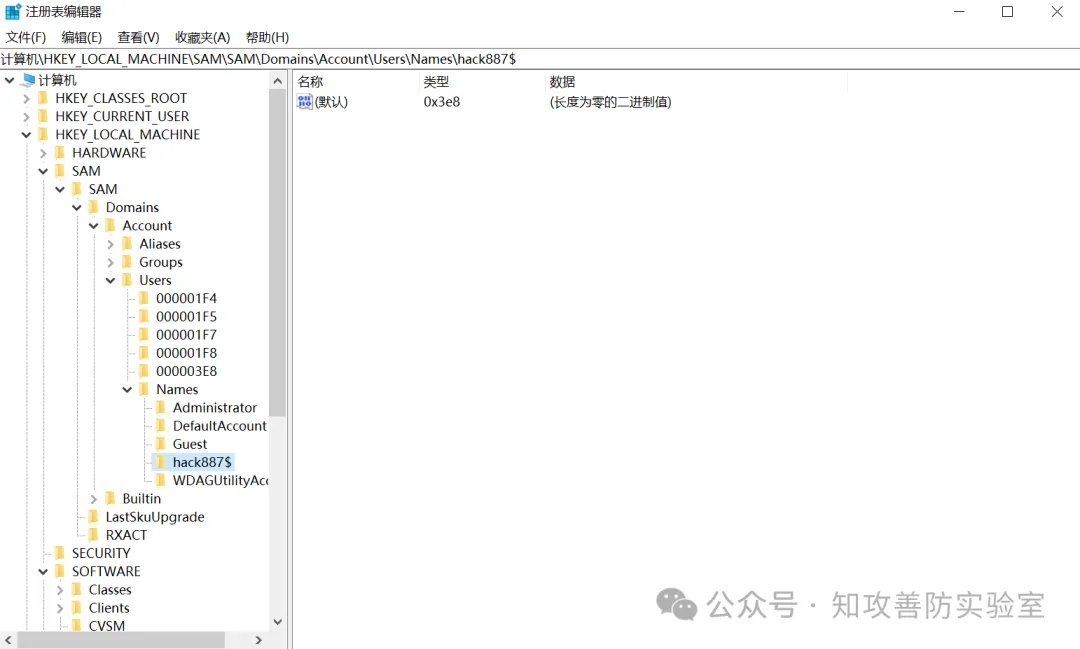 注册表编辑器
文件(F) 编辑(E) 查看(V) 收藏夹(A) 帮助(H)
计算机\HKEY_LOCAL_MACHINE\SAM\SAM\Domains\Account\Users\Names\hack887$
计算机
HKEY_CLASSES_ROOT
HKEY_CURRENT_USER
HKEY_LOCAL_MACHINE
HARDWARE
SAM
SAM
Domains
Account
Aliases
Groups
Users
000001F4
000001F5
000001F7
000001F8
000003E8
Names
Administrator
DefaultAccount
Guest
hack887$
WDAGUtilityAcc
Builtin
LastSkuUpgrade
RXACT
SECURITY
SOFTWARE
Classes
Clients
CVSM
名称 类型 数据
(默认) 0x3e8 (长度为零的二进制值)
公众号 · 知攻善防实验室